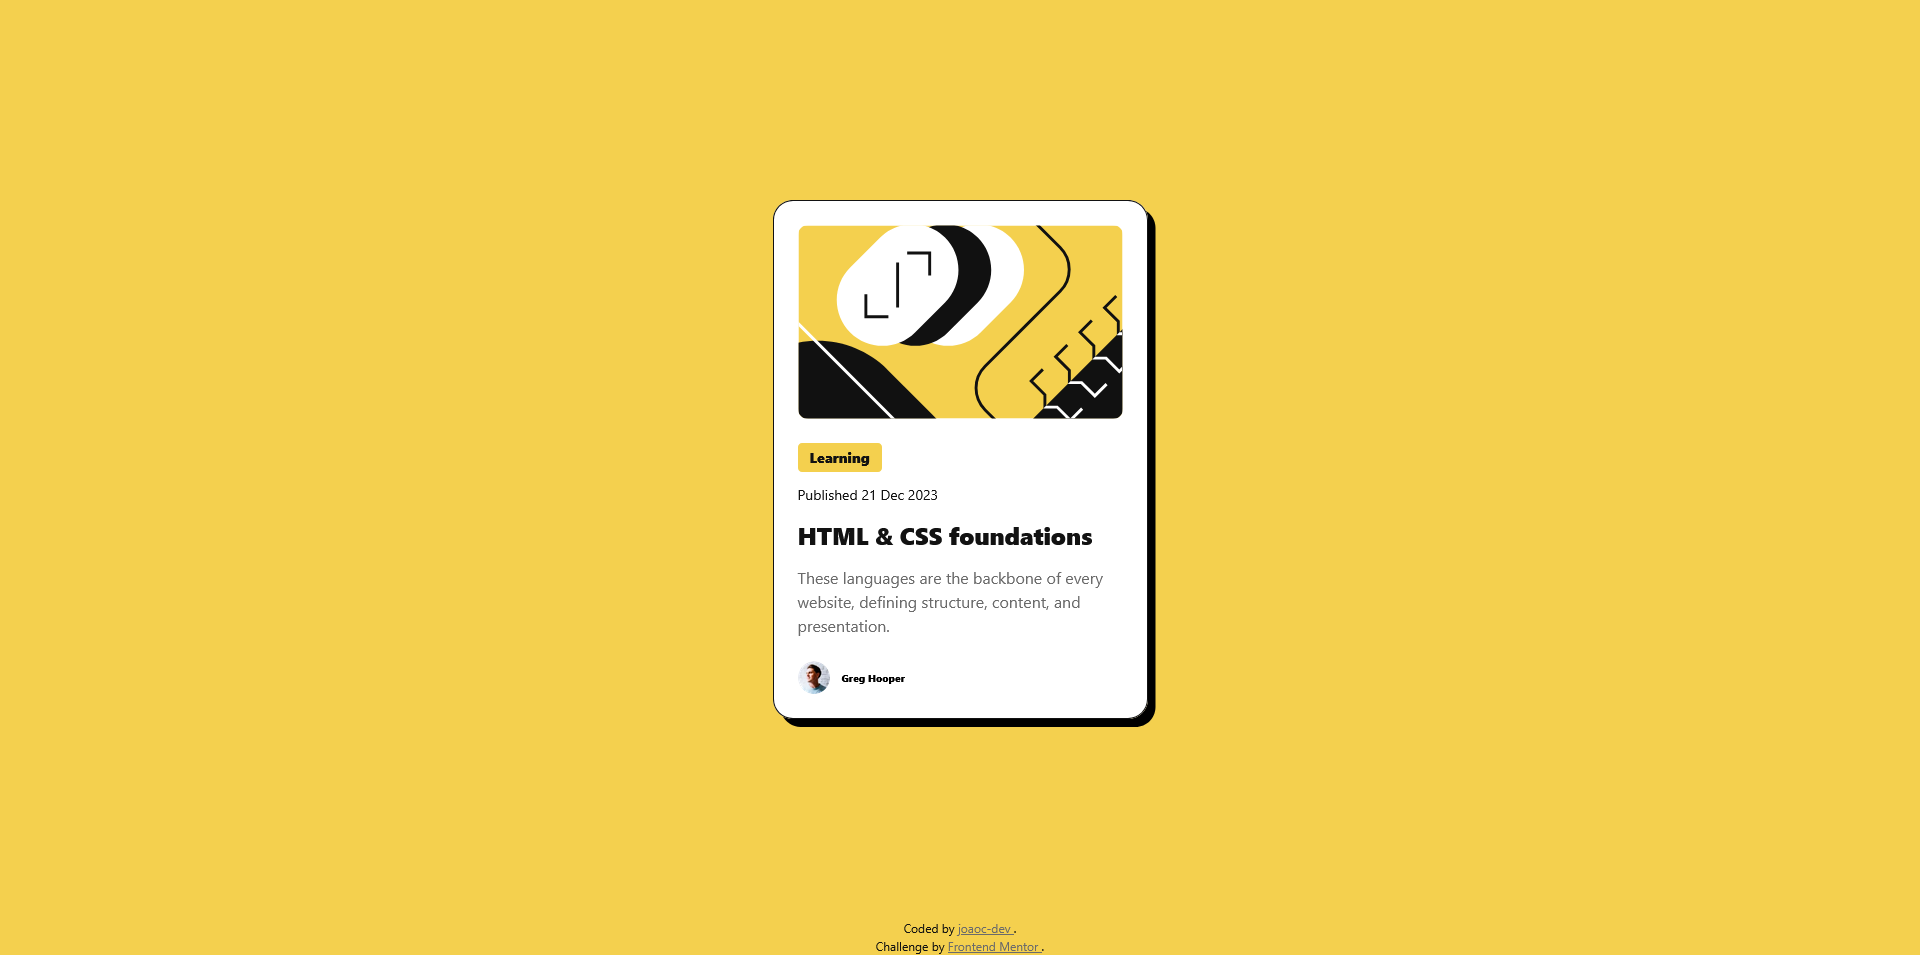 Learning
Published 21 Dec 2023
HTML & CSS foundations
These languages are the backbone of every
website, defining structure, content, and
presentation.
Greg Hooper
Coded by joaoc-dev .
Challenge by Frontend Mentor .